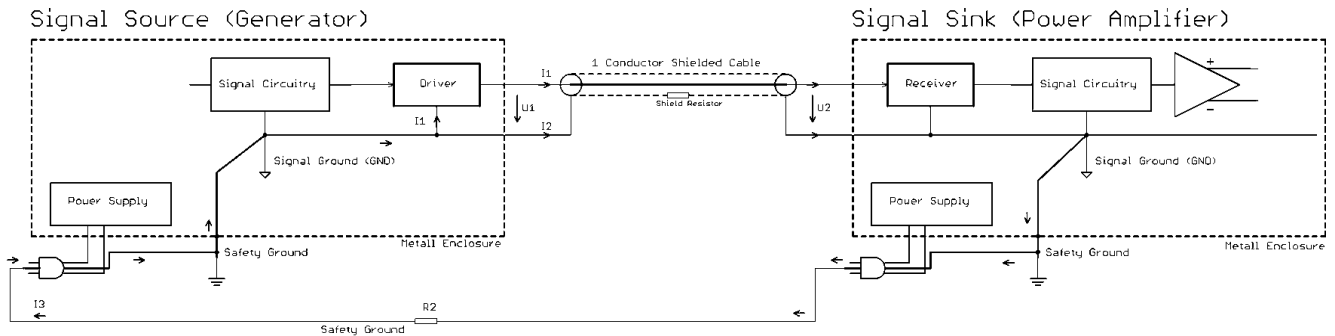 Signal Source (Generator)
Signal Sink (Power Amplifier)
Signal Circuitry
Driver
I1
1 Conductor Shielded Cable
Shield Resistor
Receiver
Signal Circuitry
+
-
I1
U1
I2
U2
Signal Ground (GND)
Signal Ground (GND)
Power Supply
Power Supply
Metall Enclosure
Metall Enclosure
Safety Ground
Safety Ground
I3
R2
Safety Ground